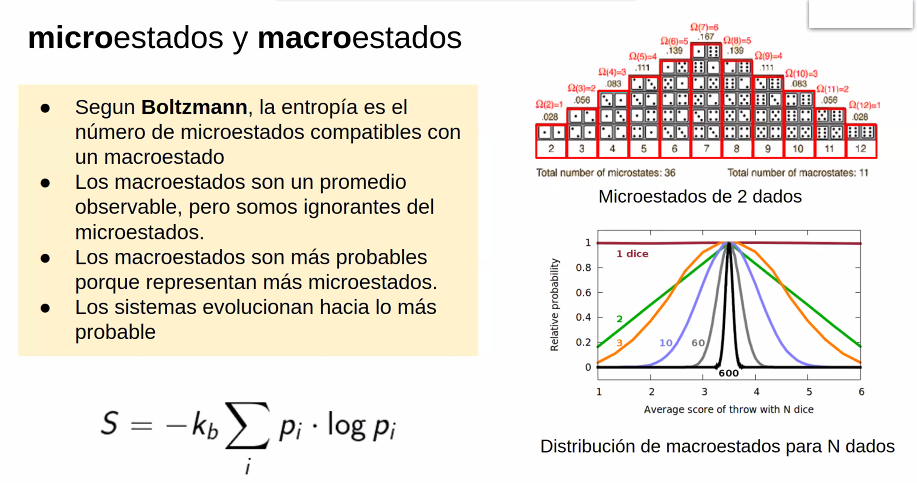 microestados y macroestados
● Segun Boltzmann, la entropía es el
número de microestados compatibles con
un macroestado
● Los macroestados son un promedio
observable, pero somos ignorantes del
microestados.
● Los macroestados son más probables
porque representan más microestados.
● Los sistemas evolucionan hacia lo más
probable
S = −k_b ∑_i p_i · log p_i
Ω(7)=6
.167
Ω(6)=5 Ω(8)=5
.139 .139
Ω(5)=4 Ω(9)=4
.111 .111
Ω(4)=3 Ω(10)=3
.083 .083
Ω(3)=2 Ω(11)=2
.056 .056
Ω(2)=1 Ω(12)=1
.028 .028
2 3 4 5 6 7 8 9 10 11 12
Total number of microstates: 36 Total number of macrostates: 11
Microestados de 2 dados
Relative probability
1
0.8
0.6
0.4
0.2
0
1 dice
2
3
10
60
600
1 2 3 4 5 6
Average score of throw with N dice
Distribución de macroestados para N dados